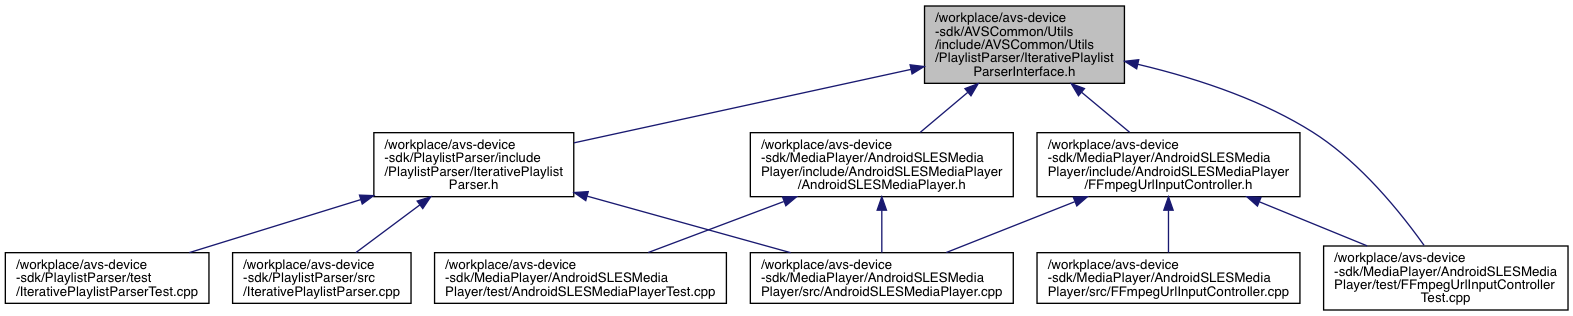 /workplace/avs-device
-sdk/AVSCommon/Utils
/include/AVSCommon/Utils
/PlaylistParser/IterativePlaylist
ParserInterface.h
/workplace/avs-device
-sdk/PlaylistParser/include
/PlaylistParser/IterativePlaylist
Parser.h
/workplace/avs-device
-sdk/MediaPlayer/AndroidSLESMedia
Player/include/AndroidSLESMediaPlayer
/AndroidSLESMediaPlayer.h
/workplace/avs-device
-sdk/MediaPlayer/AndroidSLESMedia
Player/include/AndroidSLESMediaPlayer
/FFmpegUrlInputController.h
/workplace/avs-device
-sdk/PlaylistParser/test
/IterativePlaylistParserTest.cpp
/workplace/avs-device
-sdk/PlaylistParser/src
/IterativePlaylistParser.cpp
/workplace/avs-device
-sdk/MediaPlayer/AndroidSLESMedia
Player/test/AndroidSLESMediaPlayerTest.cpp
/workplace/avs-device
-sdk/MediaPlayer/AndroidSLESMedia
Player/src/AndroidSLESMediaPlayer.cpp
/workplace/avs-device
-sdk/MediaPlayer/AndroidSLESMedia
Player/src/FFmpegUrlInputController.cpp
/workplace/avs-device
-sdk/MediaPlayer/AndroidSLESMedia
Player/test/FFmpegUrlInputController
Test.cpp